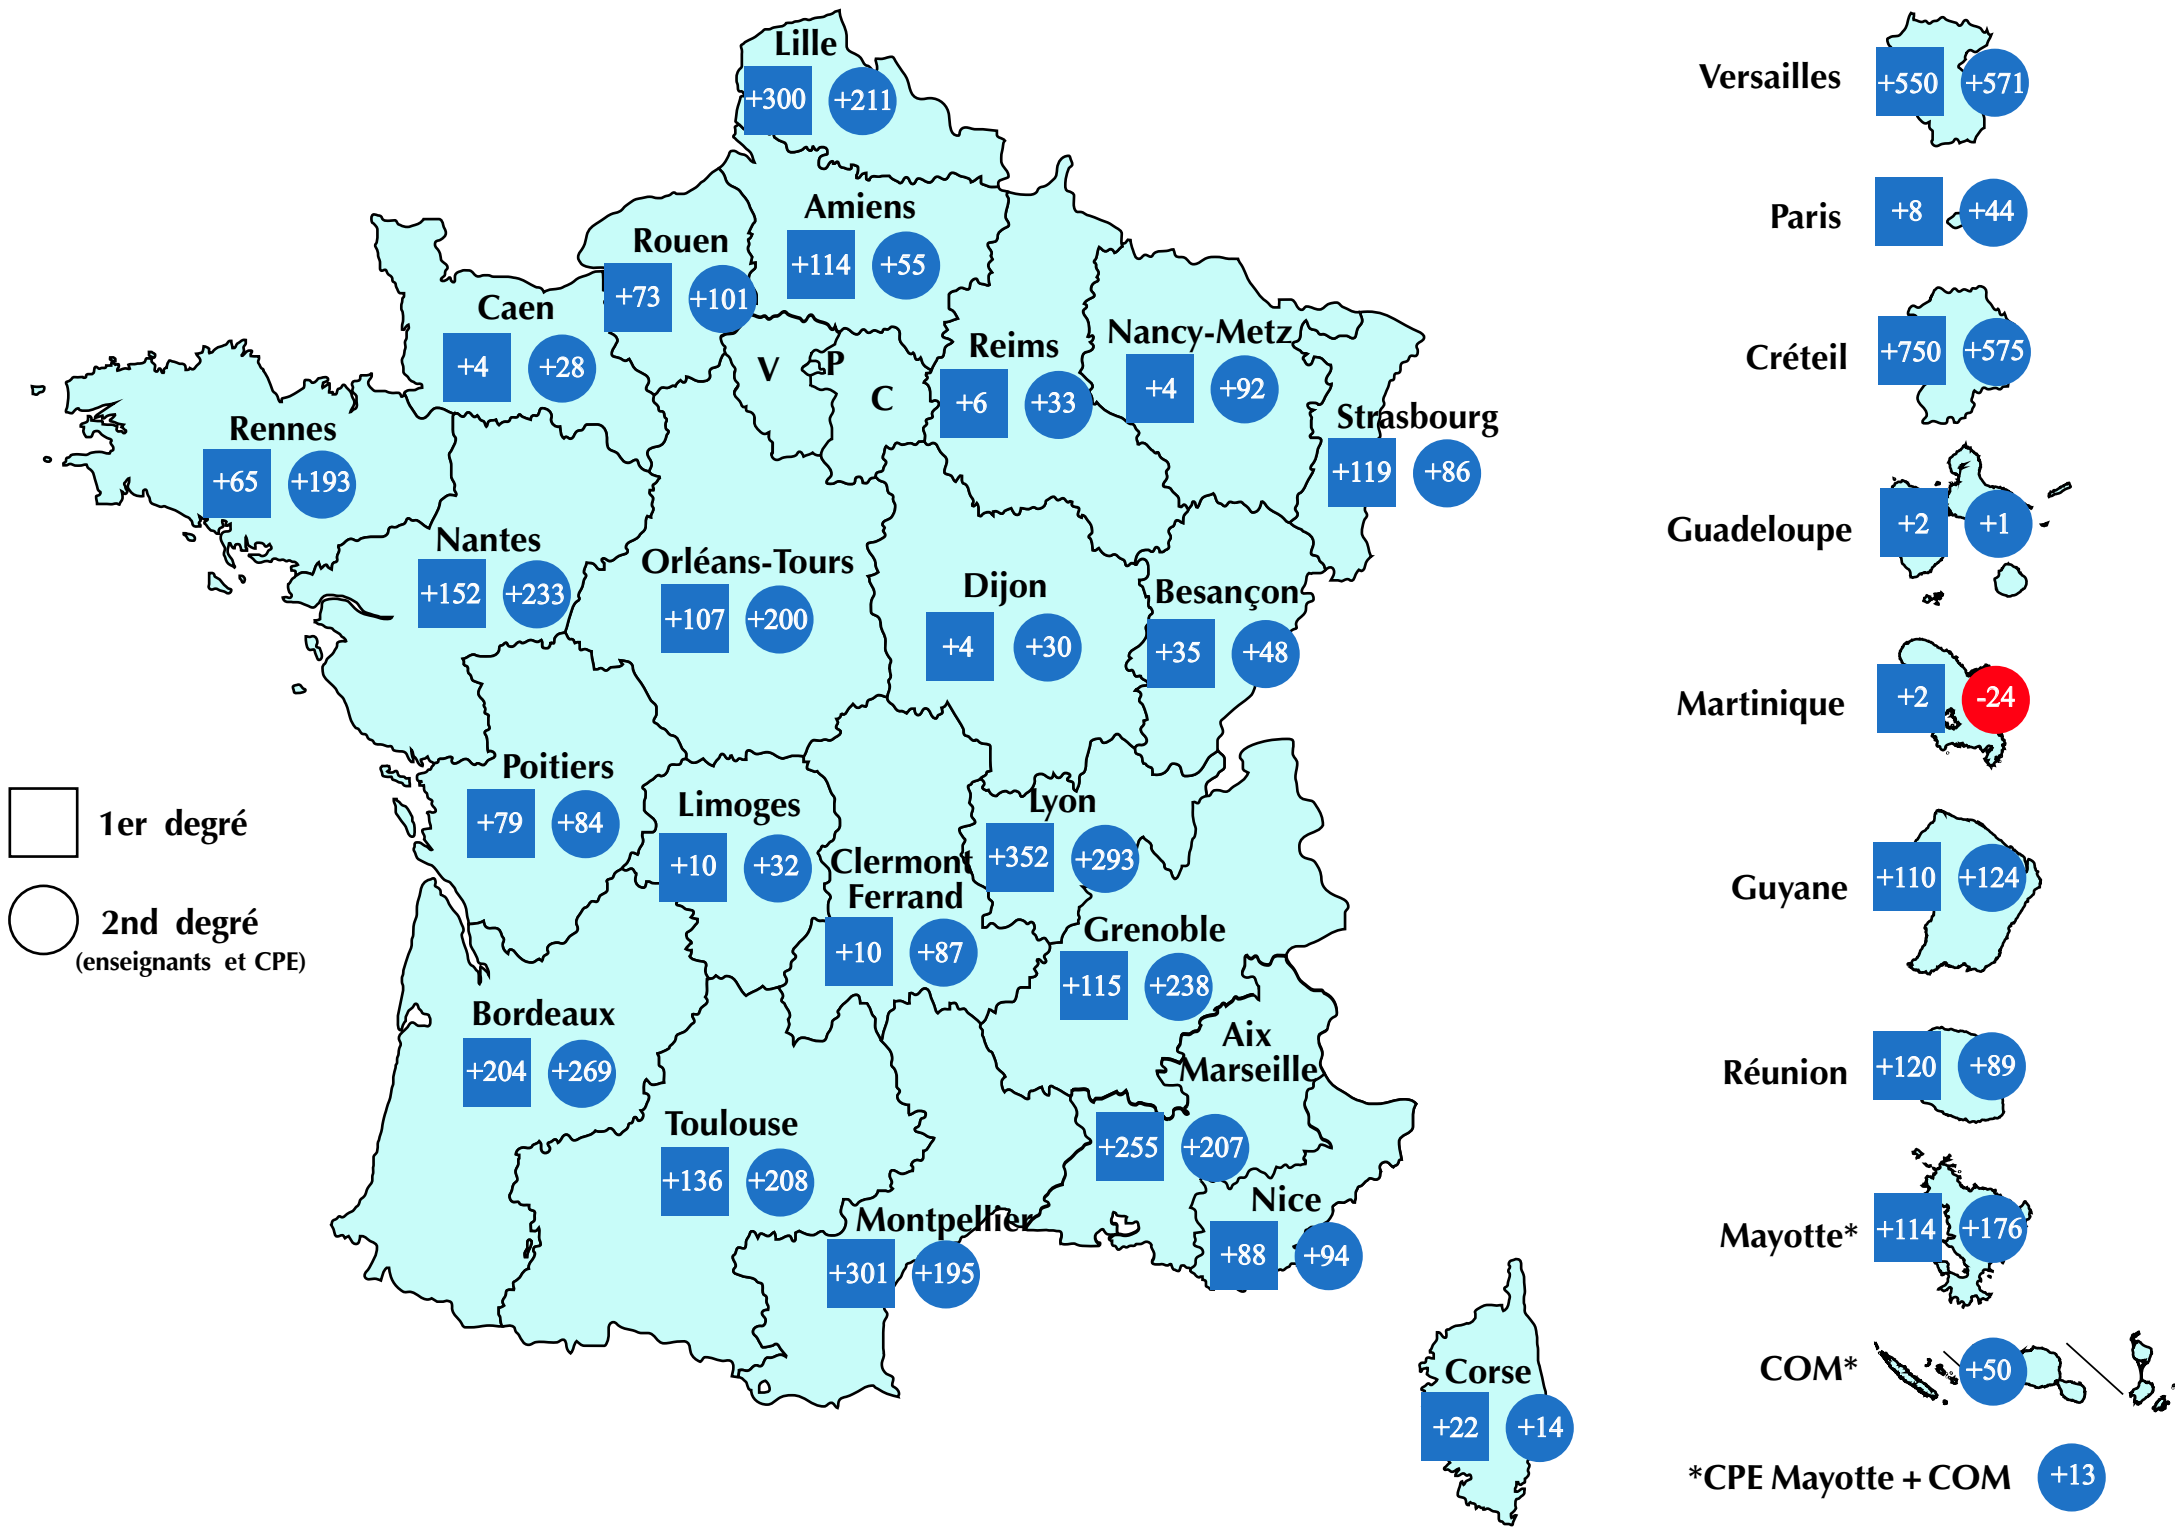 Lille
+300 +211
Amiens
+114 +55
Rouen
+73 +101
Caen
+4 +28
V P C
Reims
+6 +33
Nancy-Metz
+4 +92
Strasbourg
+119 +86
Rennes
+65 +193
Nantes
+152 +233
Orléans-Tours
+107 +200
Dijon
+4 +30
Besançon
+35 +48
Poitiers
+79 +84
Limoges
+10 +32
Clermont
Ferrand
+10 +87
Lyon
+352 +293
Grenoble
+115 +238
Bordeaux
+204 +269
Aix
Marseille
+255 +207
Toulouse
+136 +208
Montpellier
+301 +195
Nice
+88 +94
Corse
+22 +14
1er degré
2nd degré
(enseignants et CPE)
Versailles +550 +571
Paris +8 +44
Créteil +750 +575
Guadeloupe +2 +1
Martinique +2 -24
Guyane +110 +124
Réunion +120 +89
Mayotte* +114 +176
COM* +50
*CPE Mayotte + COM +13